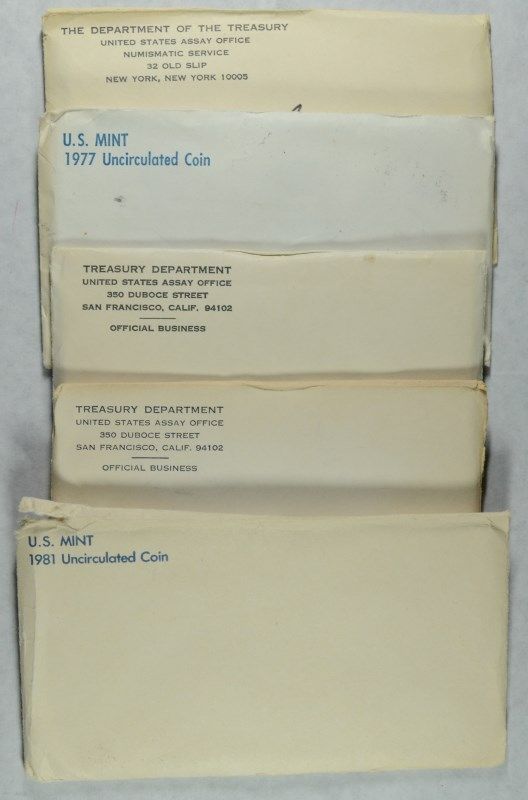 THE DEPARTMENT OF THE TREASURY
UNITED STATES ASSAY OFFICE
NUMISMATIC SERVICE
32 OLD SLIP
NEW YORK, NEW YORK 10005
U.S. MINT
1977 Uncirculated Coin
TREASURY DEPARTMENT
UNITED STATES ASSAY OFFICE
350 DUBOCE STREET
SAN FRANCISCO, CALIF. 94102
OFFICIAL BUSINESS
TREASURY DEPARTMENT
UNITED STATES ASSAY OFFICE
350 DUBOCE STREET
SAN FRANCISCO, CALIF. 94102
OFFICIAL BUSINESS
U.S. MINT
1981 Uncirculated Coin